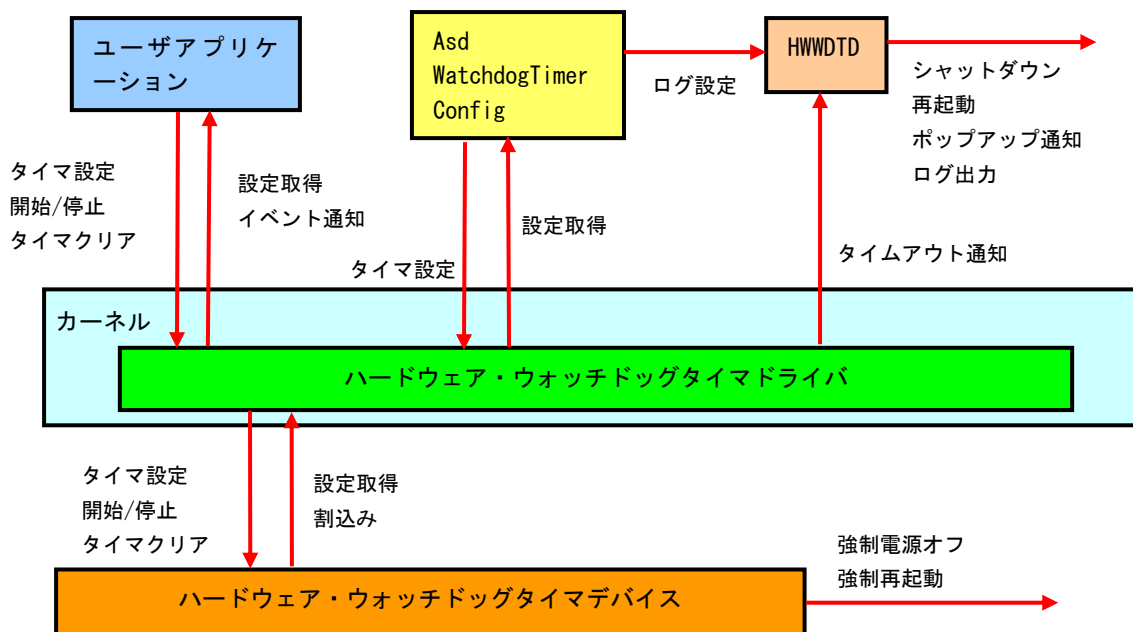 ユーザアプリケ
ーション
Asd
WatchdogTimer
Config
HWWDTD
ログ設定
シャットダウン
再起動
ポップアップ通知
ログ出力
タイマ設定
開始/停止
タイマクリア
設定取得
イベント通知
タイマ設定
設定取得
タイムアウト通知
カーネル
ハードウェア・ウォッチドッグタイマドライバ
タイマ設定
開始/停止
タイマクリア
設定取得
割込み
強制電源オフ
強制再起動
ハードウェア・ウォッチドッグタイマデバイス